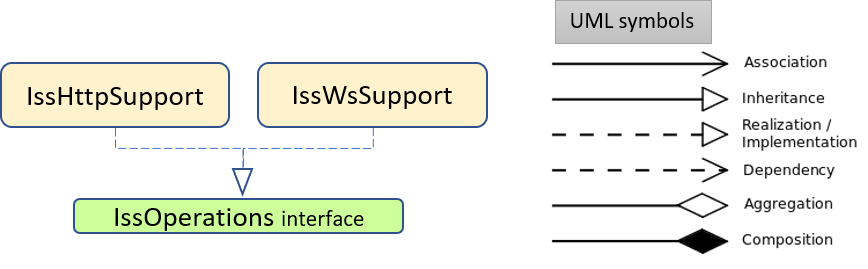 IssHttpSupport
IssWsSupport
IssOperations interface
UML symbols
Association
Inheritance
Realization /
Implementation
Dependency
Aggregation
Composition